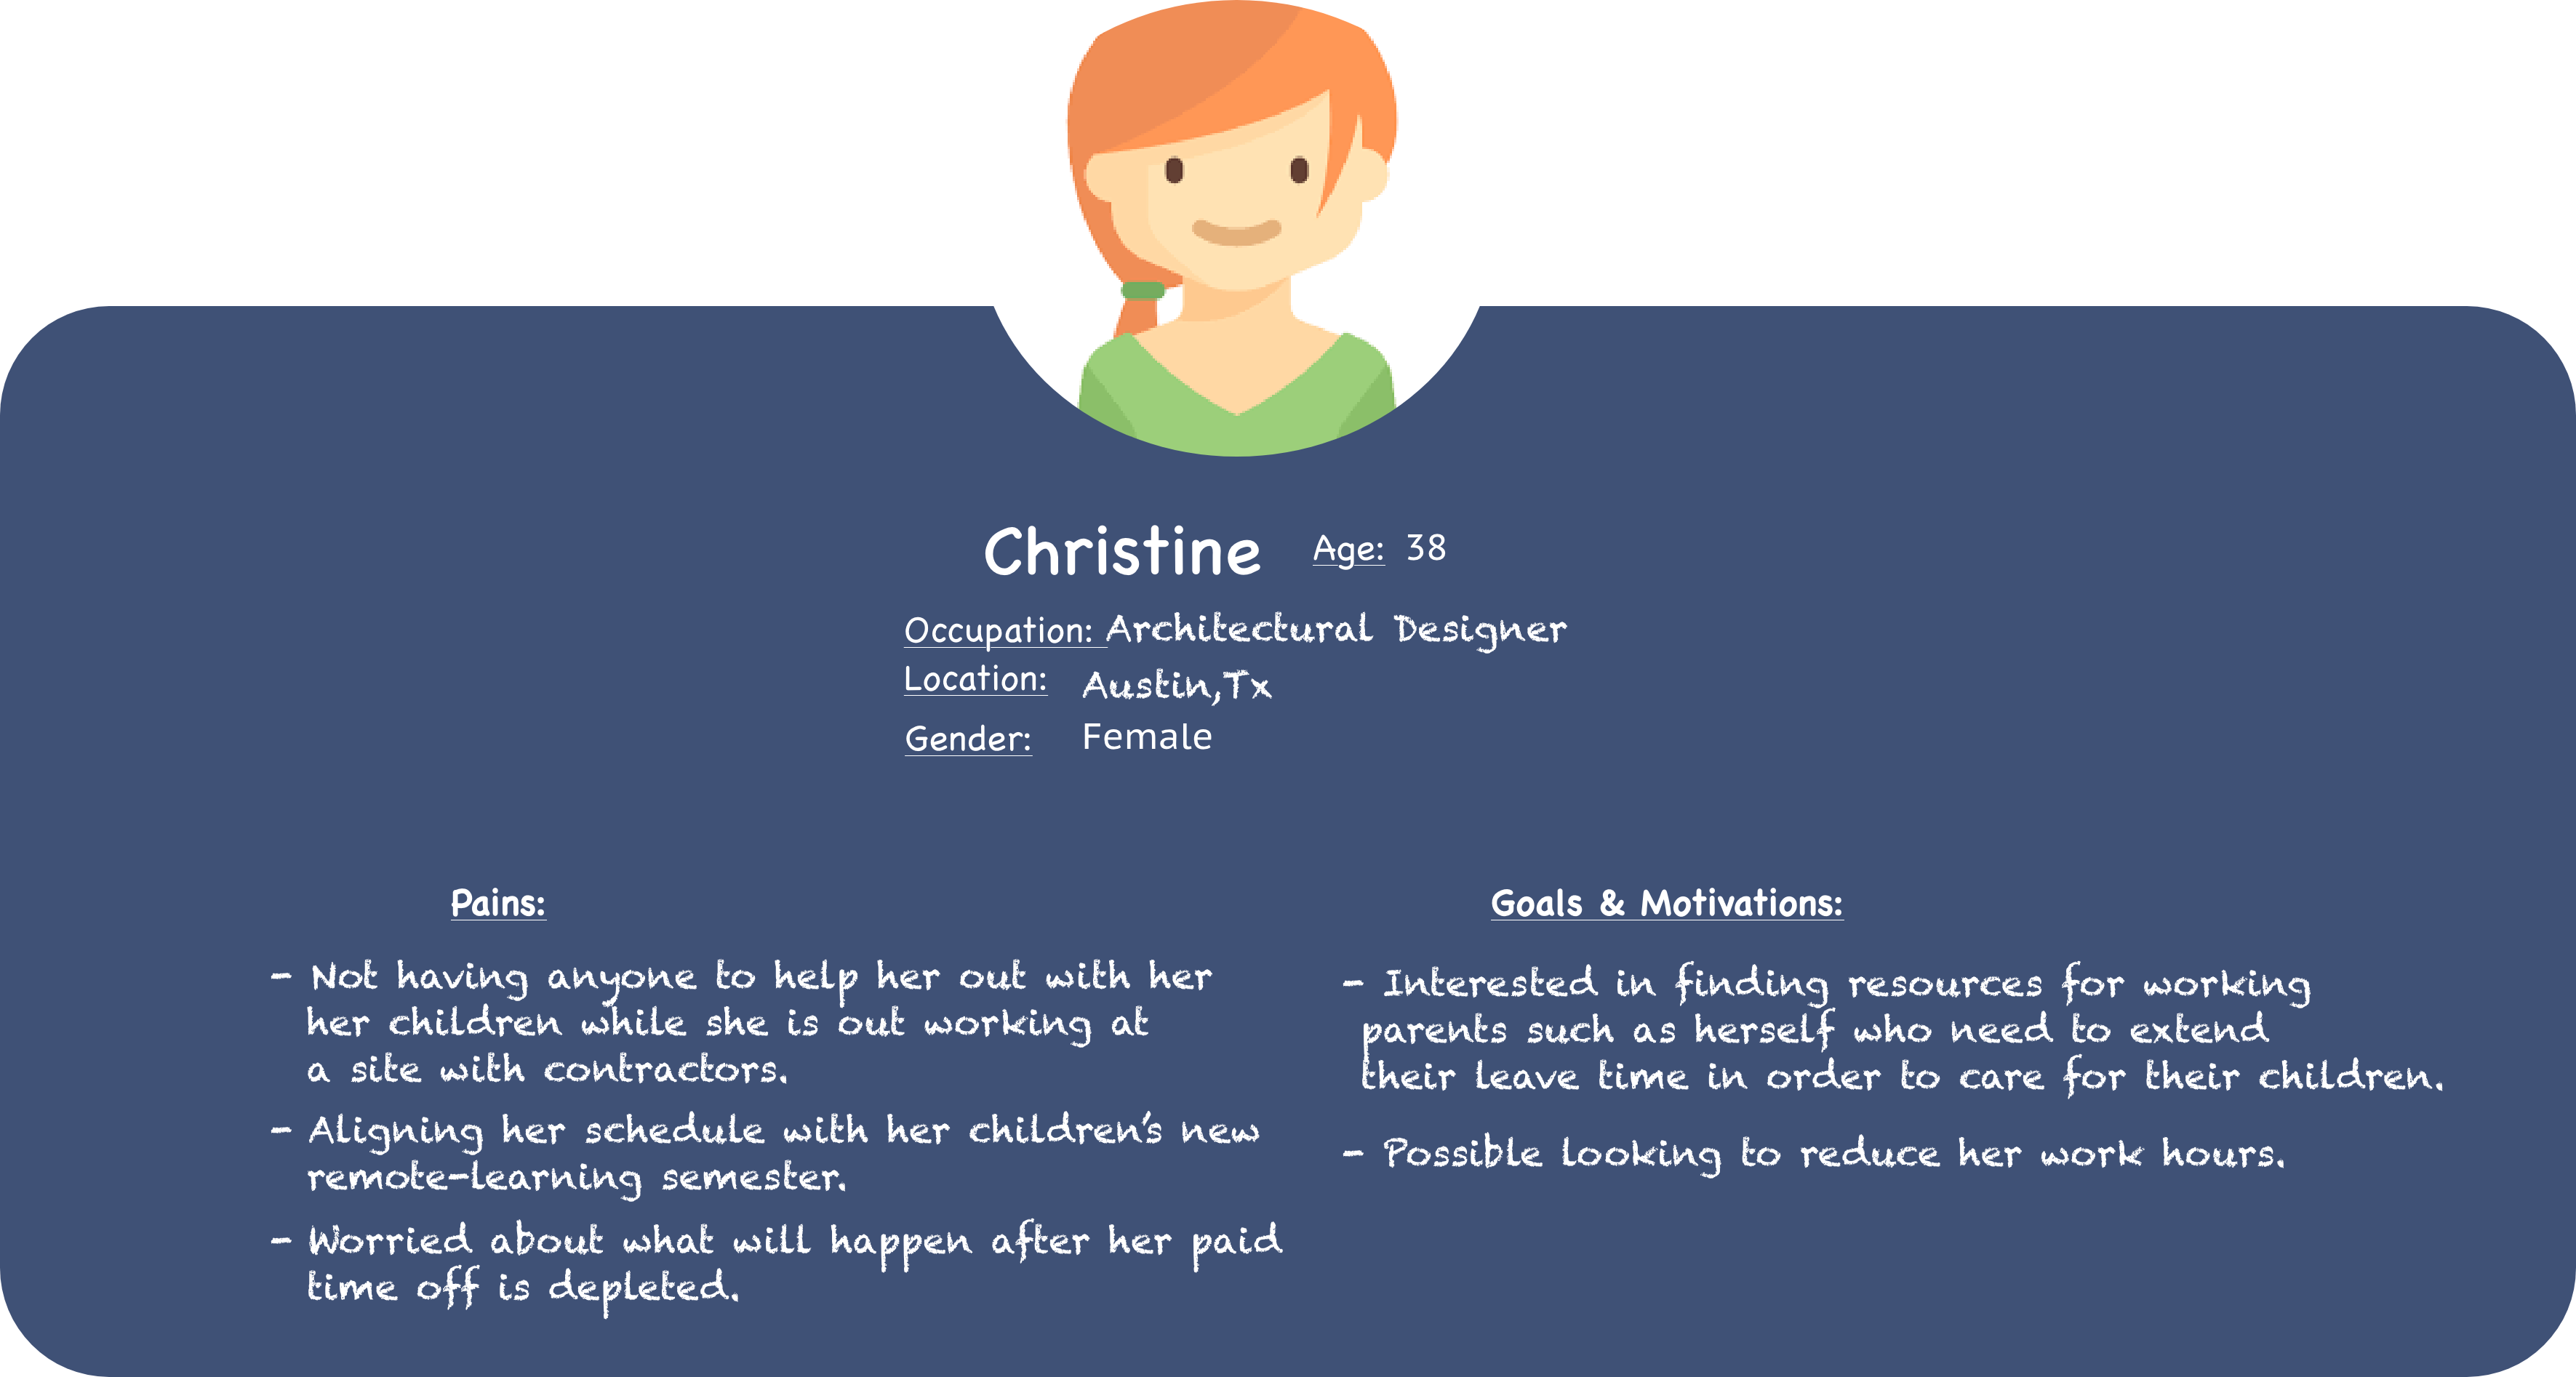 Christine Age: 38
Occupation: Architectural Designer
Location: Austin,Tx
Gender: Female
Pains:
- Not having anyone to help her out with her
her children while she is out working at
a site with contractors.
- Aligning her schedule with her children's new
remote-learning semester.
- Worried about what will happen after her paid
time off is depleted.
Goals & Motivations:
- Interested in finding resources for working
parents such as herself who need to extend
their leave time in order to care for their children.
- Possible looking to reduce her work hours.